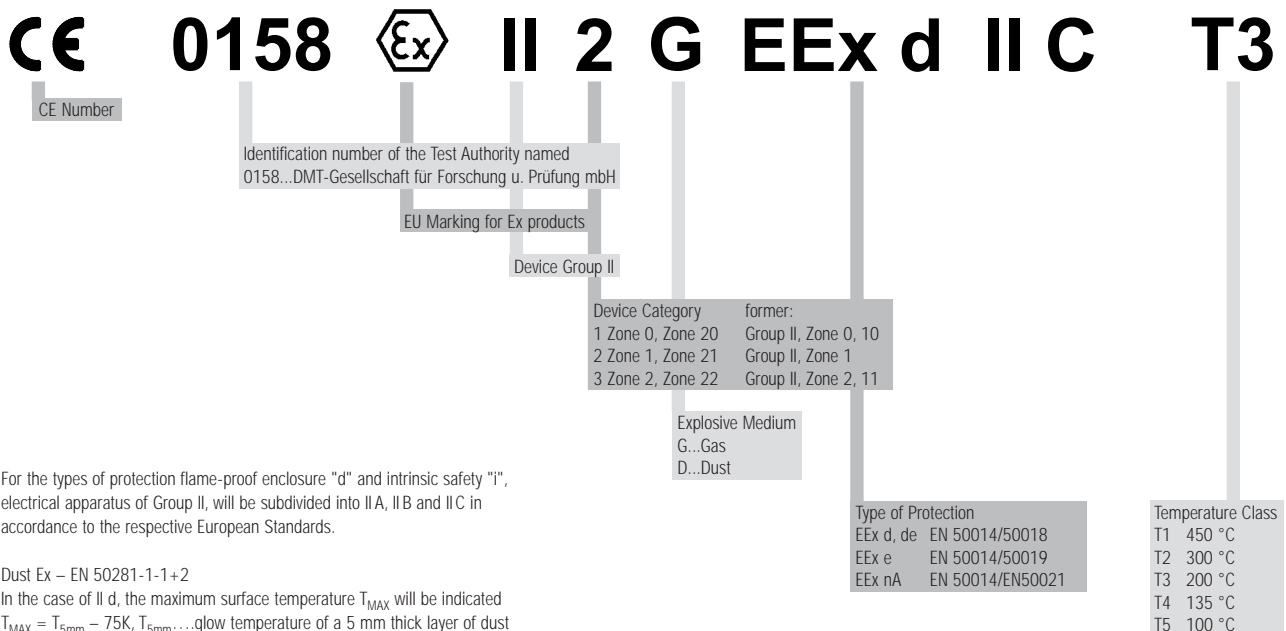 CE 0158 Ex II 2 G EEx d II C T3
CE Number
Identification number of the Test Authority named
0158...DMT-Gesellschaft für Forschung u. Prüfung mbH
EU Marking for Ex products
Device Group II
Device Category former:
1 Zone 0, Zone 20 Group II, Zone 0, 10
2 Zone 1, Zone 21 Group II, Zone 1
3 Zone 2, Zone 22 Group II, Zone 2, 11
Explosive Medium
G...Gas
D...Dust
For the types of protection flame-proof enclosure "d" and intrinsic safety "i",
electrical apparatus of Group II, will be subdivided into II A, II B and II C in
accordance to the respective European Standards.
Dust Ex – EN 50281-1-1+2
In the case of II d, the maximum surface temperature TMAX will be indicated
TMAX = T5mm – 75K, T5mm....glow temperature of a 5 mm thick layer of dust
Type of Protection
EEx d, de EN 50014/50018
EEx e EN 50014/50019
EEx nA EN 50014/EN50021
Temperature Class
T1 450 °C
T2 300 °C
T3 200 °C
T4 135 °C
T5 100 °C